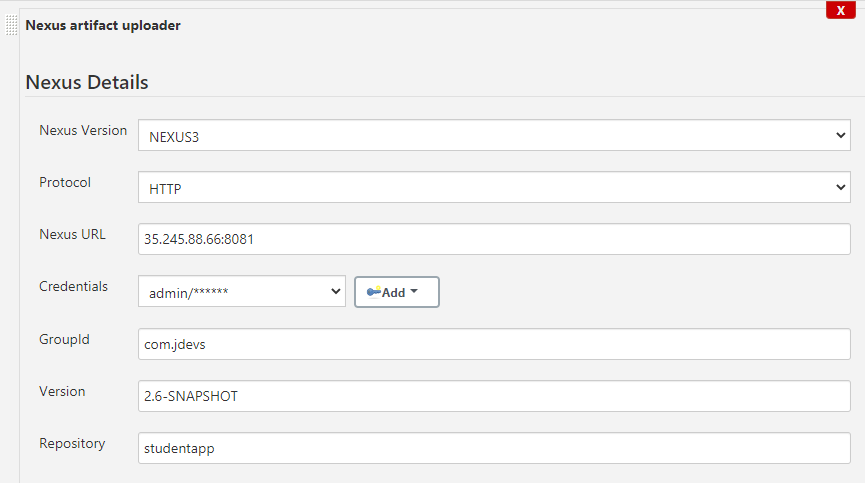 X
Nexus artifact uploader
Nexus Details
Nexus Version NEXUS3
Protocol HTTP
Nexus URL 35.245.88.66:8081
Credentials admin/****** Add
GroupId com.jdevs
Version 2.6-SNAPSHOT
Repository studentapp